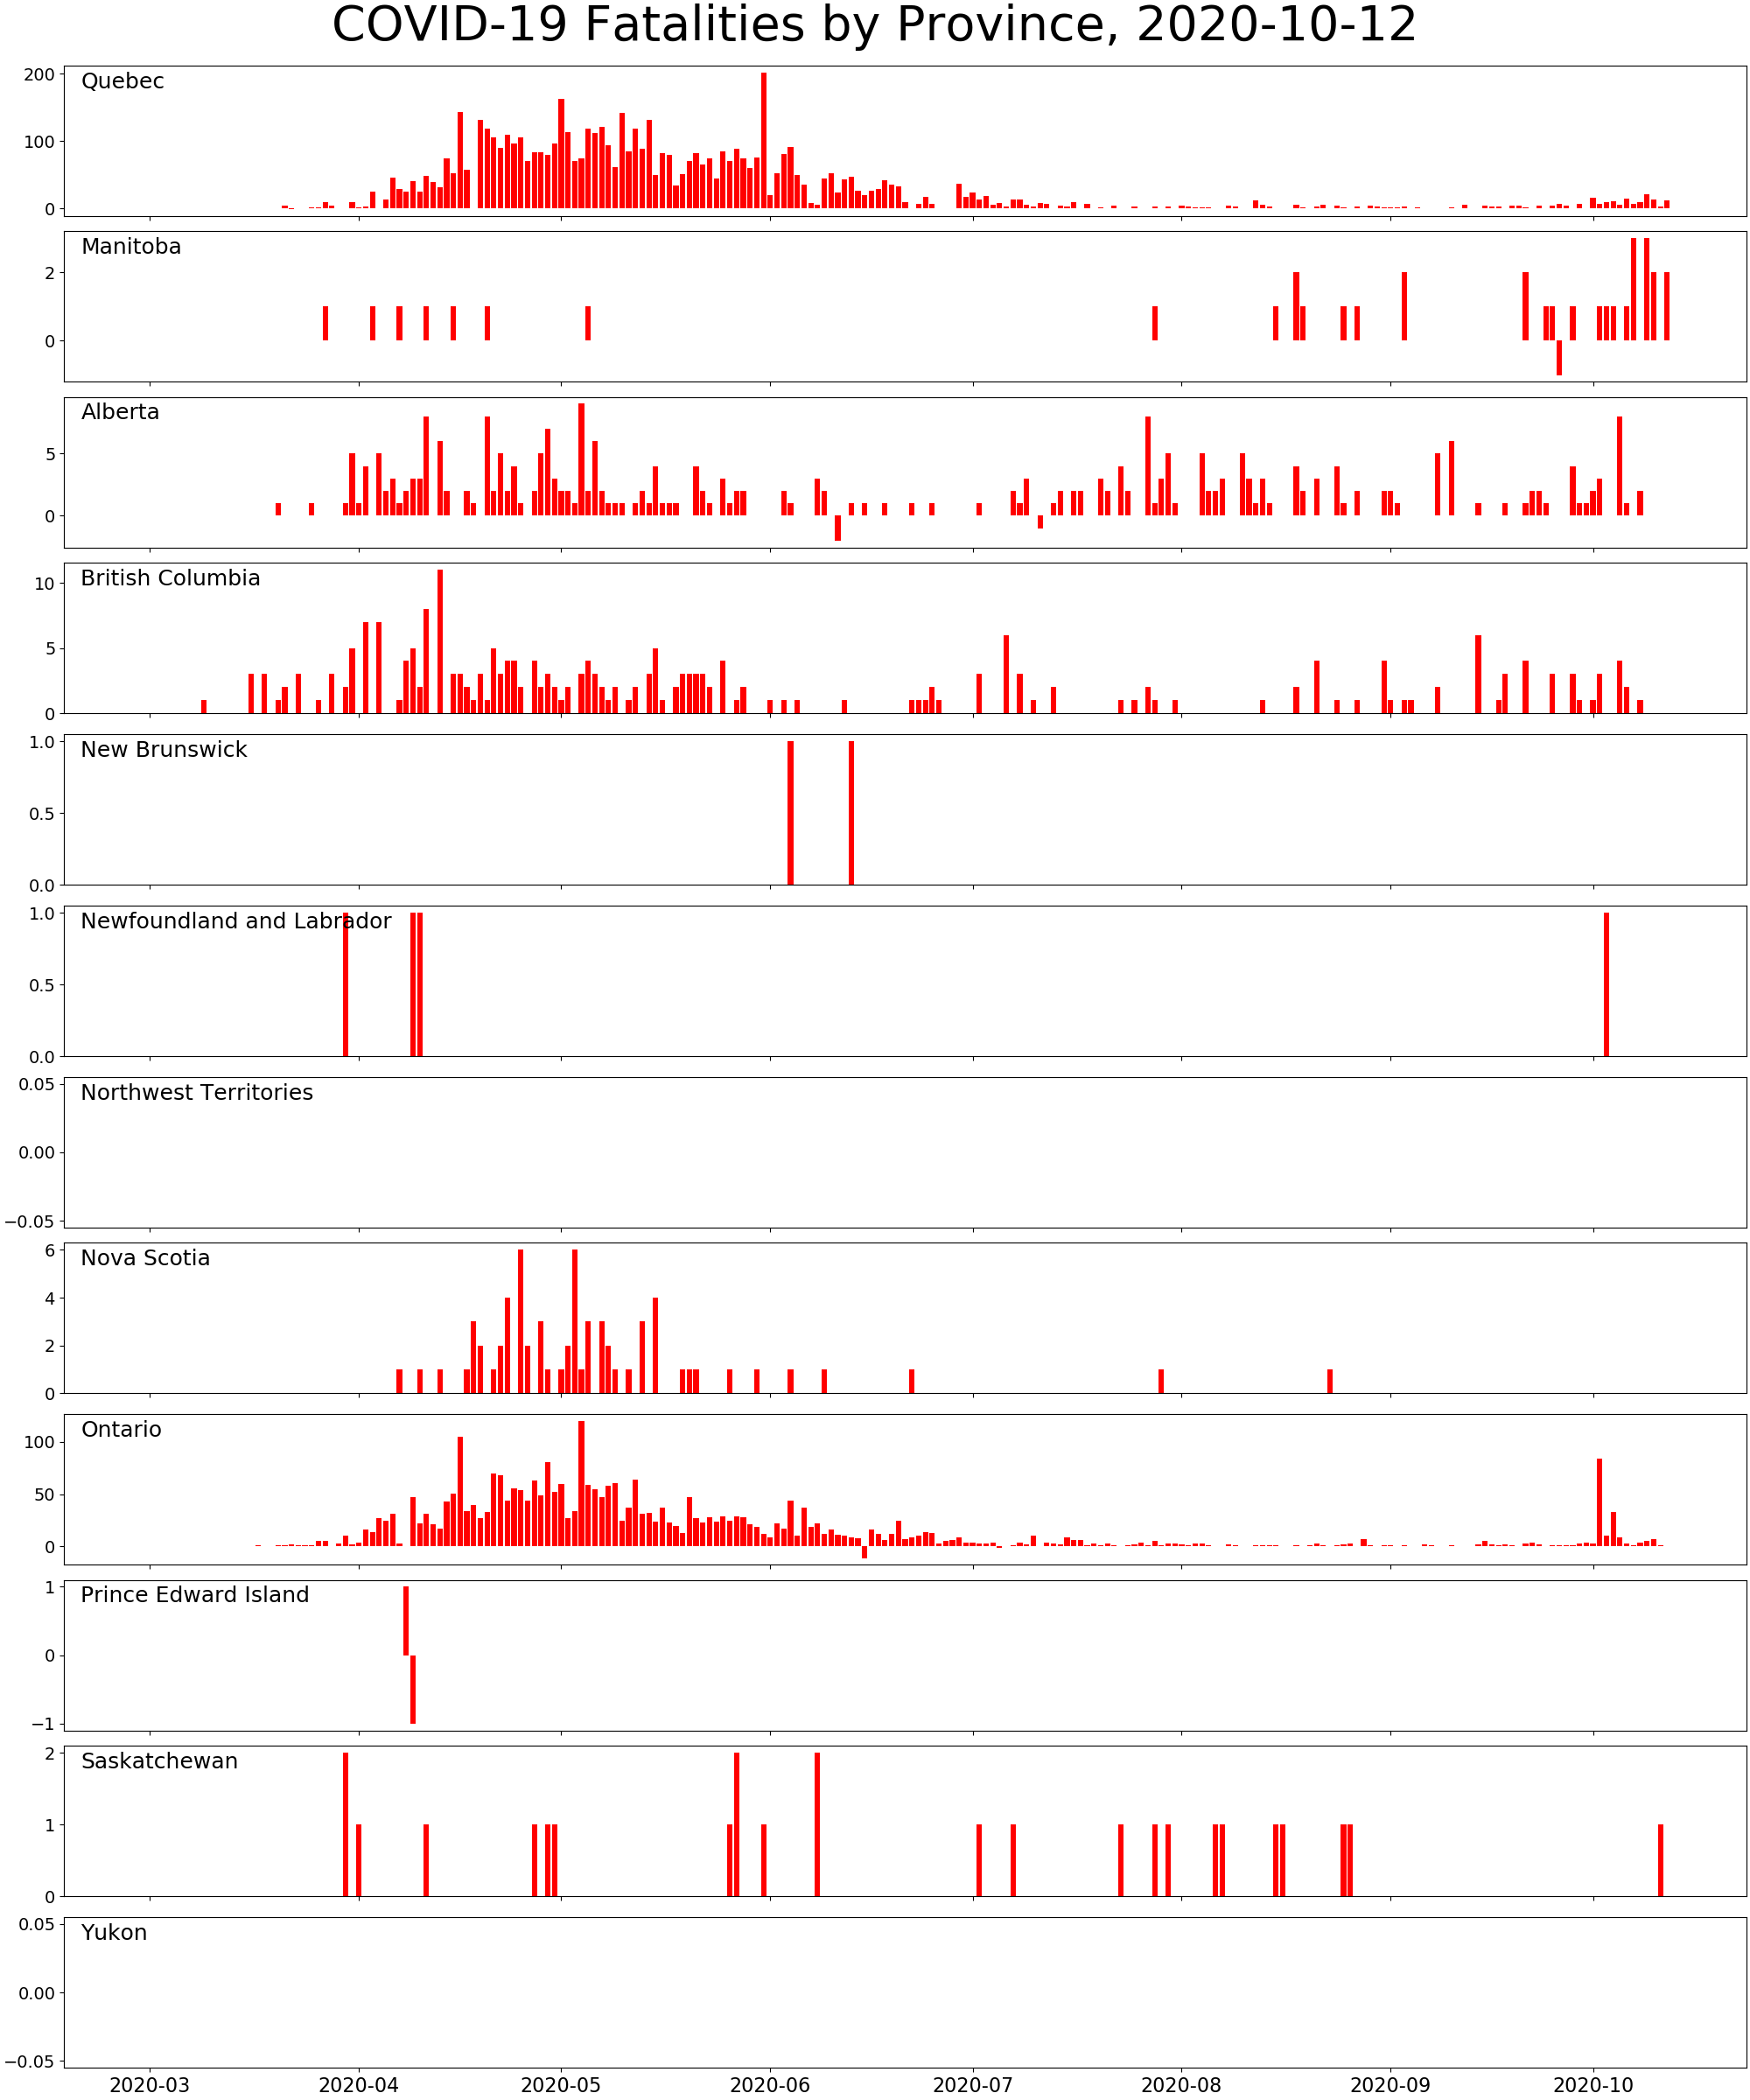 COVID-19 Fatalities by Province, 2020-10-12
Quebec
200
100
0
Manitoba
2
0
Alberta
5
0
British Columbia
10
5
0
New Brunswick
1.0
0.5
0.0
Newfoundland and Labrador
1.0
0.5
0.0
Northwest Territories
0.05
0.00
−0.05
Nova Scotia
6
4
2
0
Ontario
100
50
0
Prince Edward Island
1
0
−1
Saskatchewan
2
1
0
Yukon
0.05
0.00
−0.05
2020-03 2020-04 2020-05 2020-06 2020-07 2020-08 2020-09 2020-10